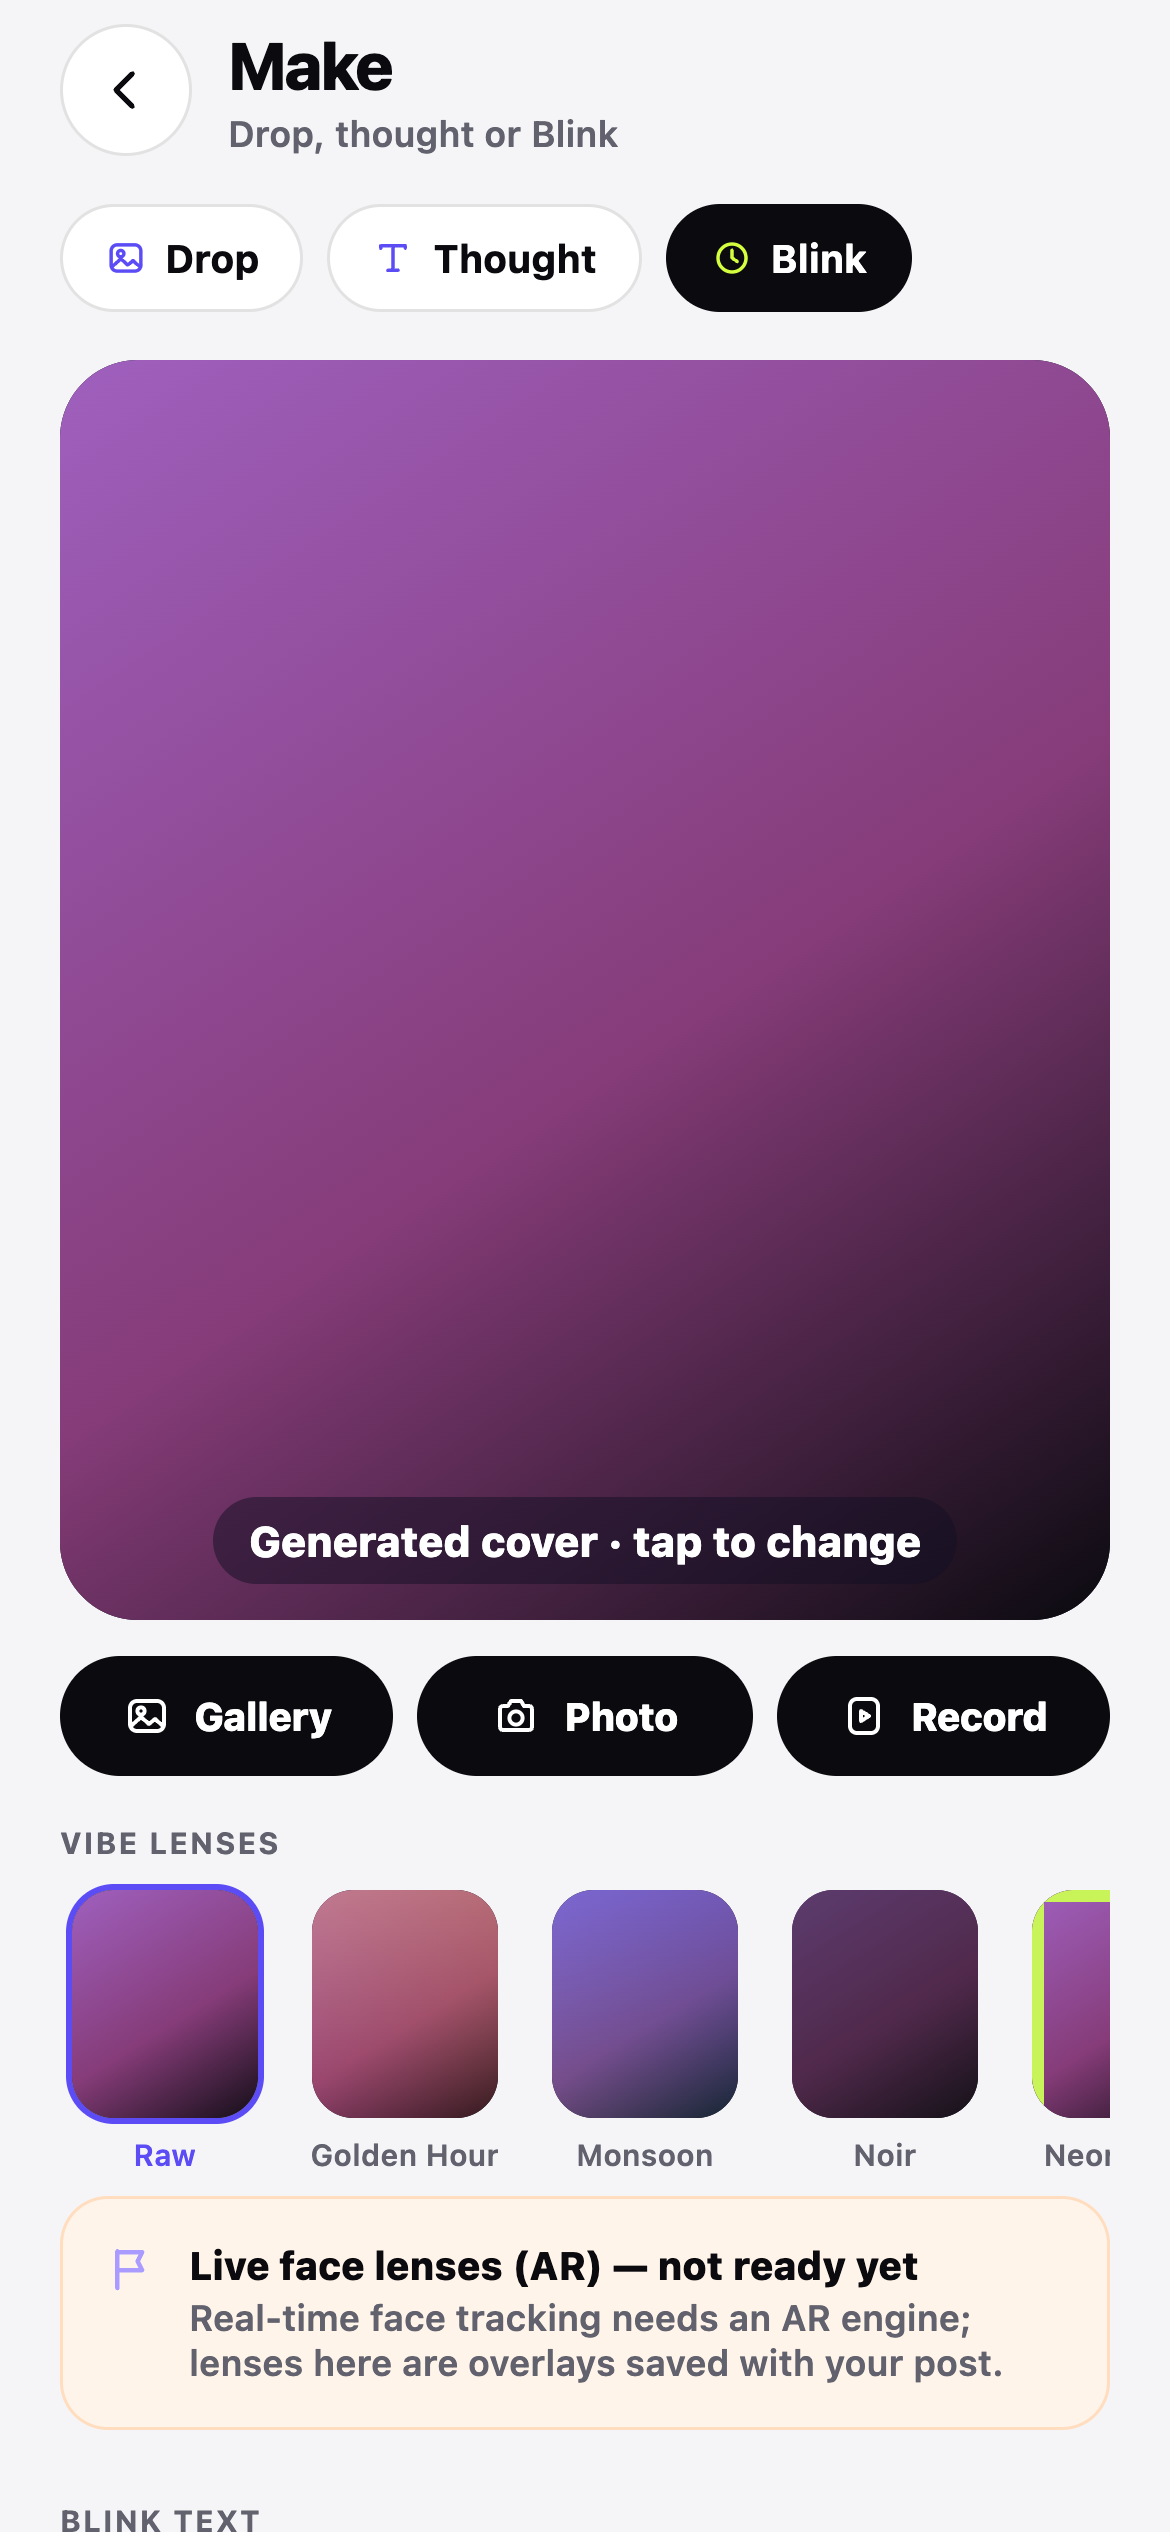 Make
Drop, thought or Blink
Drop
Thought
Blink
Generated cover · tap to change
Gallery
Photo
Record
VIBE LENSES
Raw
Golden Hour
Monsoon
Noir
Live face lenses (AR) — not ready yet
Real-time face tracking needs an AR engine;
lenses here are overlays saved with your post.
BLINK TEXT